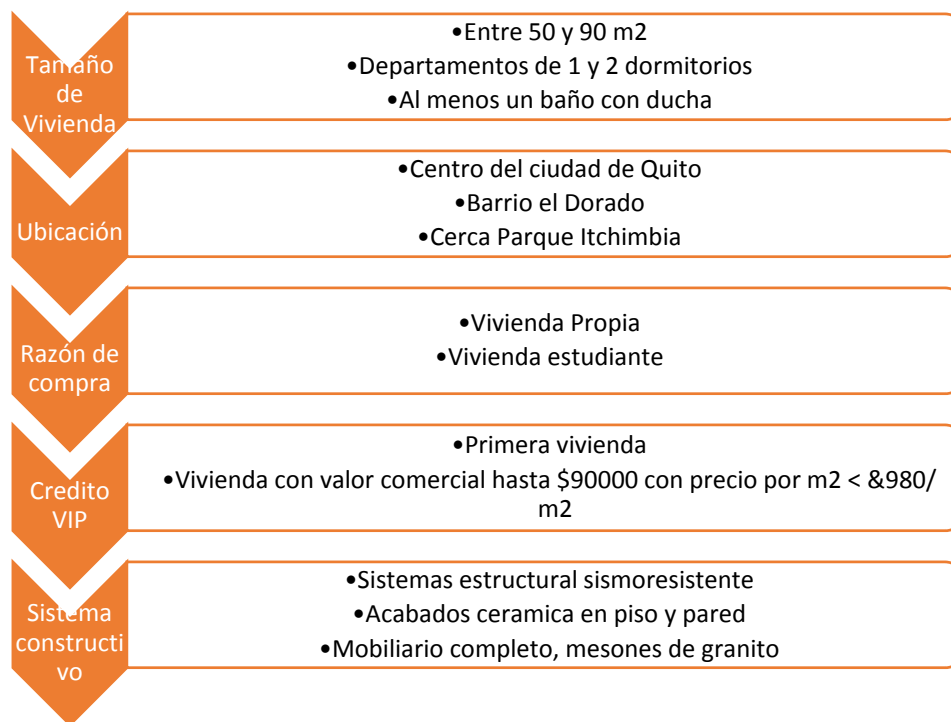 Tamaño
de
Vivienda
•Entre 50 y 90 m2
•Departamentos de 1 y 2 dormitorios
•Al menos un baño con ducha
Ubicación
•Centro del ciudad de Quito
•Barrio el Dorado
•Cerca Parque Itchimbia
Razón de
compra
•Vivienda Propia
•Vivienda estudiante
Credito
VIP
•Primera vivienda
•Vivienda con valor comercial hasta $90000 con precio por m2 < &980/
m2
Sistema
constructi
vo
•Sistemas estructural sismoresistente
•Acabados ceramica en piso y pared
•Mobiliario completo, mesones de granito